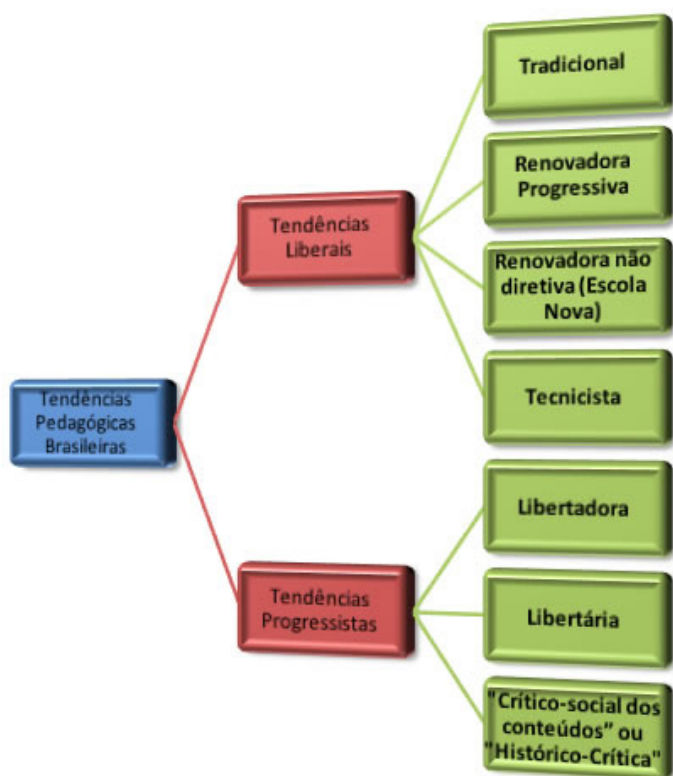 Tendências
Pedagógicas
Brasileiras
Tendências
Liberais
Tradicional
Renovadora
Progressiva
Renovadora não
diretiva (Escola
Nova)
Tecnicista
Tendências
Progressistas
Libertadora
Libertária
"Crítico-social dos
conteúdos” ou
"Histórico-Crítica"